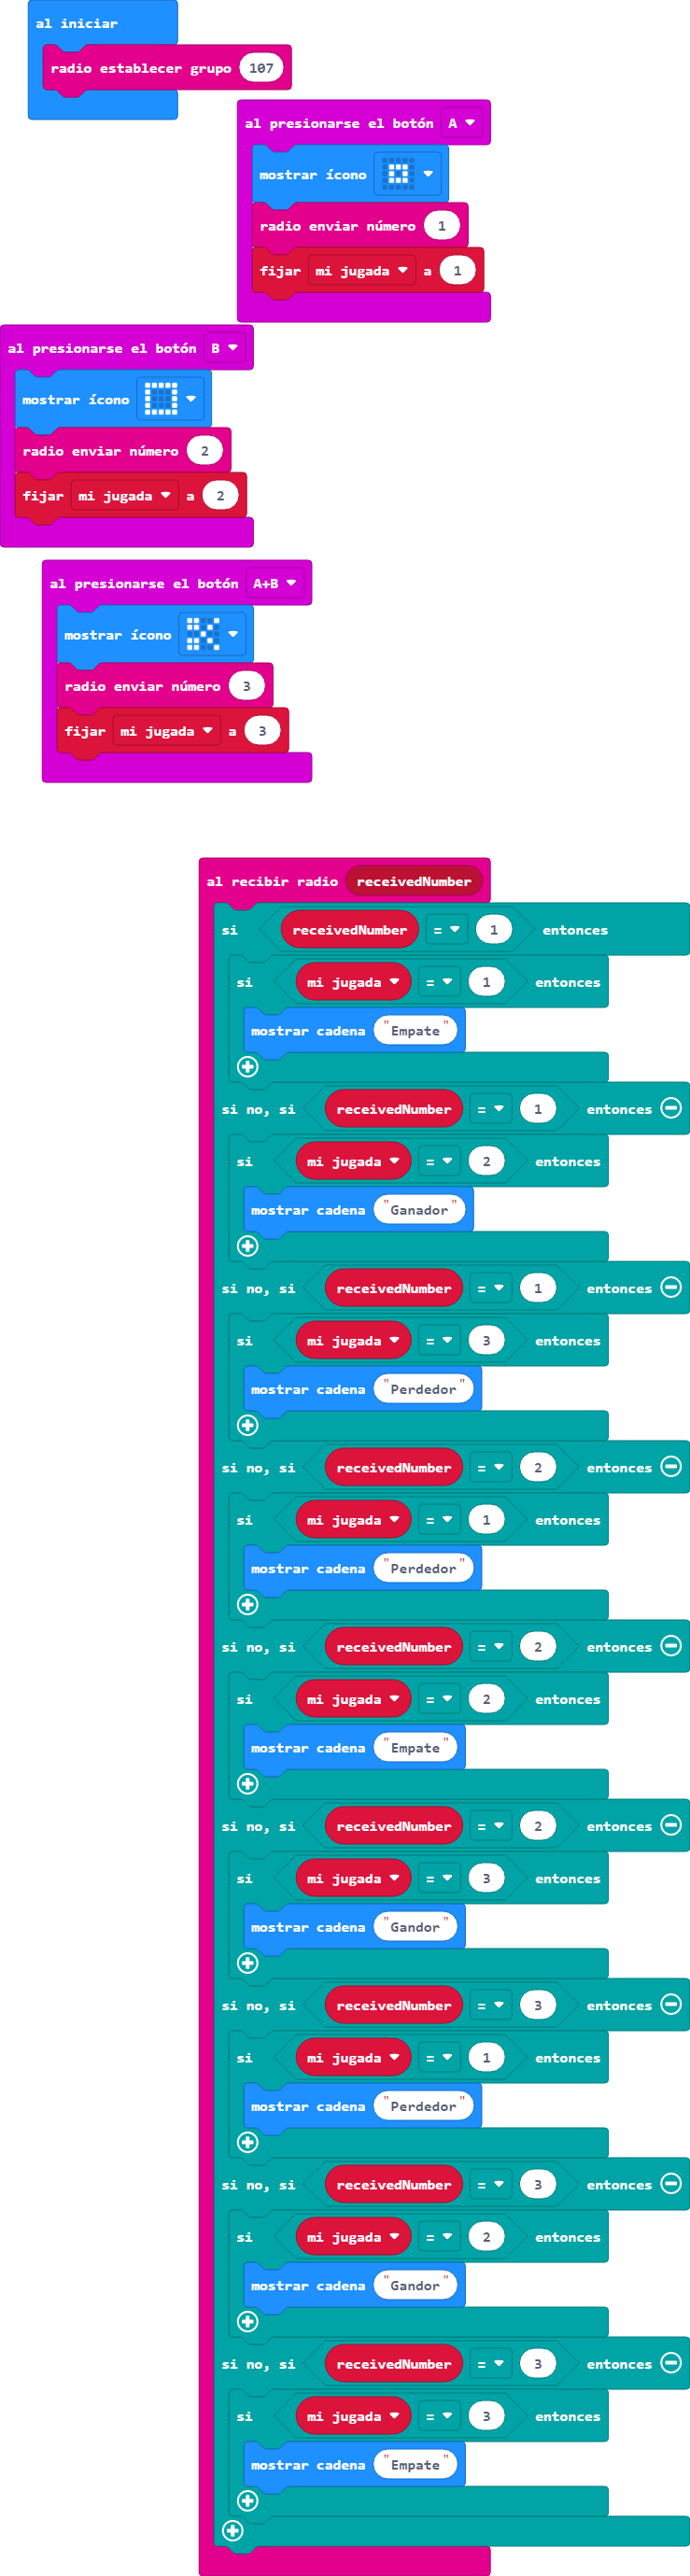 al iniciar
radio establecer grupo 107
al presionarse el botón A
mostrar ícono
radio enviar número 1
fijar mi jugada a 1
al presionarse el botón B
mostrar ícono
radio enviar número 2
fijar mi jugada a 2
al presionarse el botón A+B
mostrar ícono
radio enviar número 3
fijar mi jugada a 3
al recibir radio receivedNumber
si receivedNumber = 1 entonces
si mi jugada = 1 entonces
mostrar cadena "Empate"
si no, si receivedNumber = 1 entonces
si mi jugada = 2 entonces
mostrar cadena "Ganador"
si no, si receivedNumber = 1 entonces
si mi jugada = 3 entonces
mostrar cadena "Perdedor"
si no, si receivedNumber = 2 entonces
si mi jugada = 1 entonces
mostrar cadena "Perdedor"
si no, si receivedNumber = 2 entonces
si mi jugada = 2 entonces
mostrar cadena "Empate"
si no, si receivedNumber = 2 entonces
si mi jugada = 3 entonces
mostrar cadena "Gandor"
si no, si receivedNumber = 3 entonces
si mi jugada = 1 entonces
mostrar cadena "Perdedor"
si no, si receivedNumber = 3 entonces
si mi jugada = 2 entonces
mostrar cadena "Gandor"
si no, si receivedNumber = 3 entonces
si mi jugada = 3 entonces
mostrar cadena "Empate"